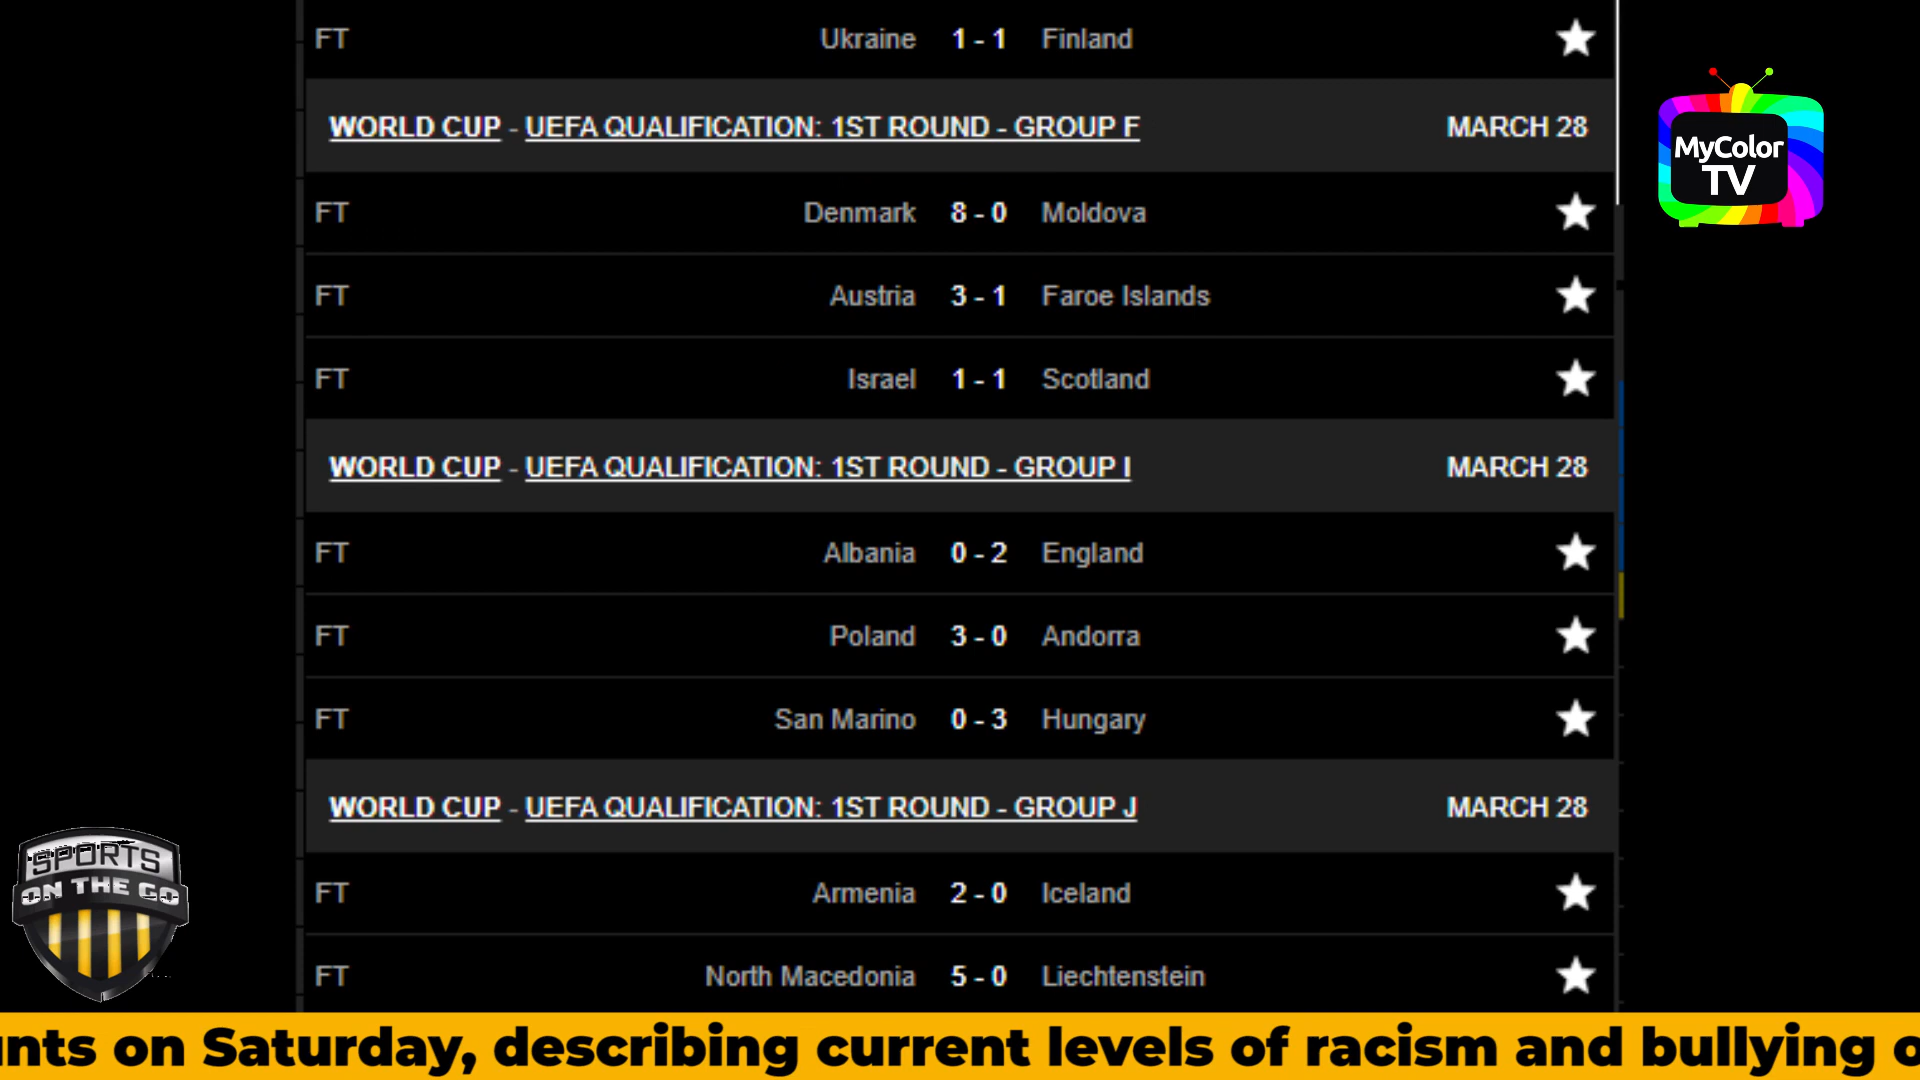 FT Ukraine 1 - 1 Finland
WORLD CUP - UEFA QUALIFICATION: 1ST ROUND - GROUP F MARCH 28
MyColor
TV
FT Denmark 8 - 0 Moldova
FT Austria 3 - 1 Faroe Islands
FT Israel 1 - 1 Scotland
WORLD CUP - UEFA QUALIFICATION: 1ST ROUND - GROUP I MARCH 28
FT Albania 0 - 2 England
FT Poland 3 - 0 Andorra
FT San Marino 0 - 3 Hungary
WORLD CUP - UEFA QUALIFICATION: 1ST ROUND - GROUP J MARCH 28
SPORTS
ON THE GO
FT Armenia 2 - 0 Iceland
FT North Macedonia 5 - 0 Liechtenstein
nts on Saturday, describing current levels of racism and bullying o